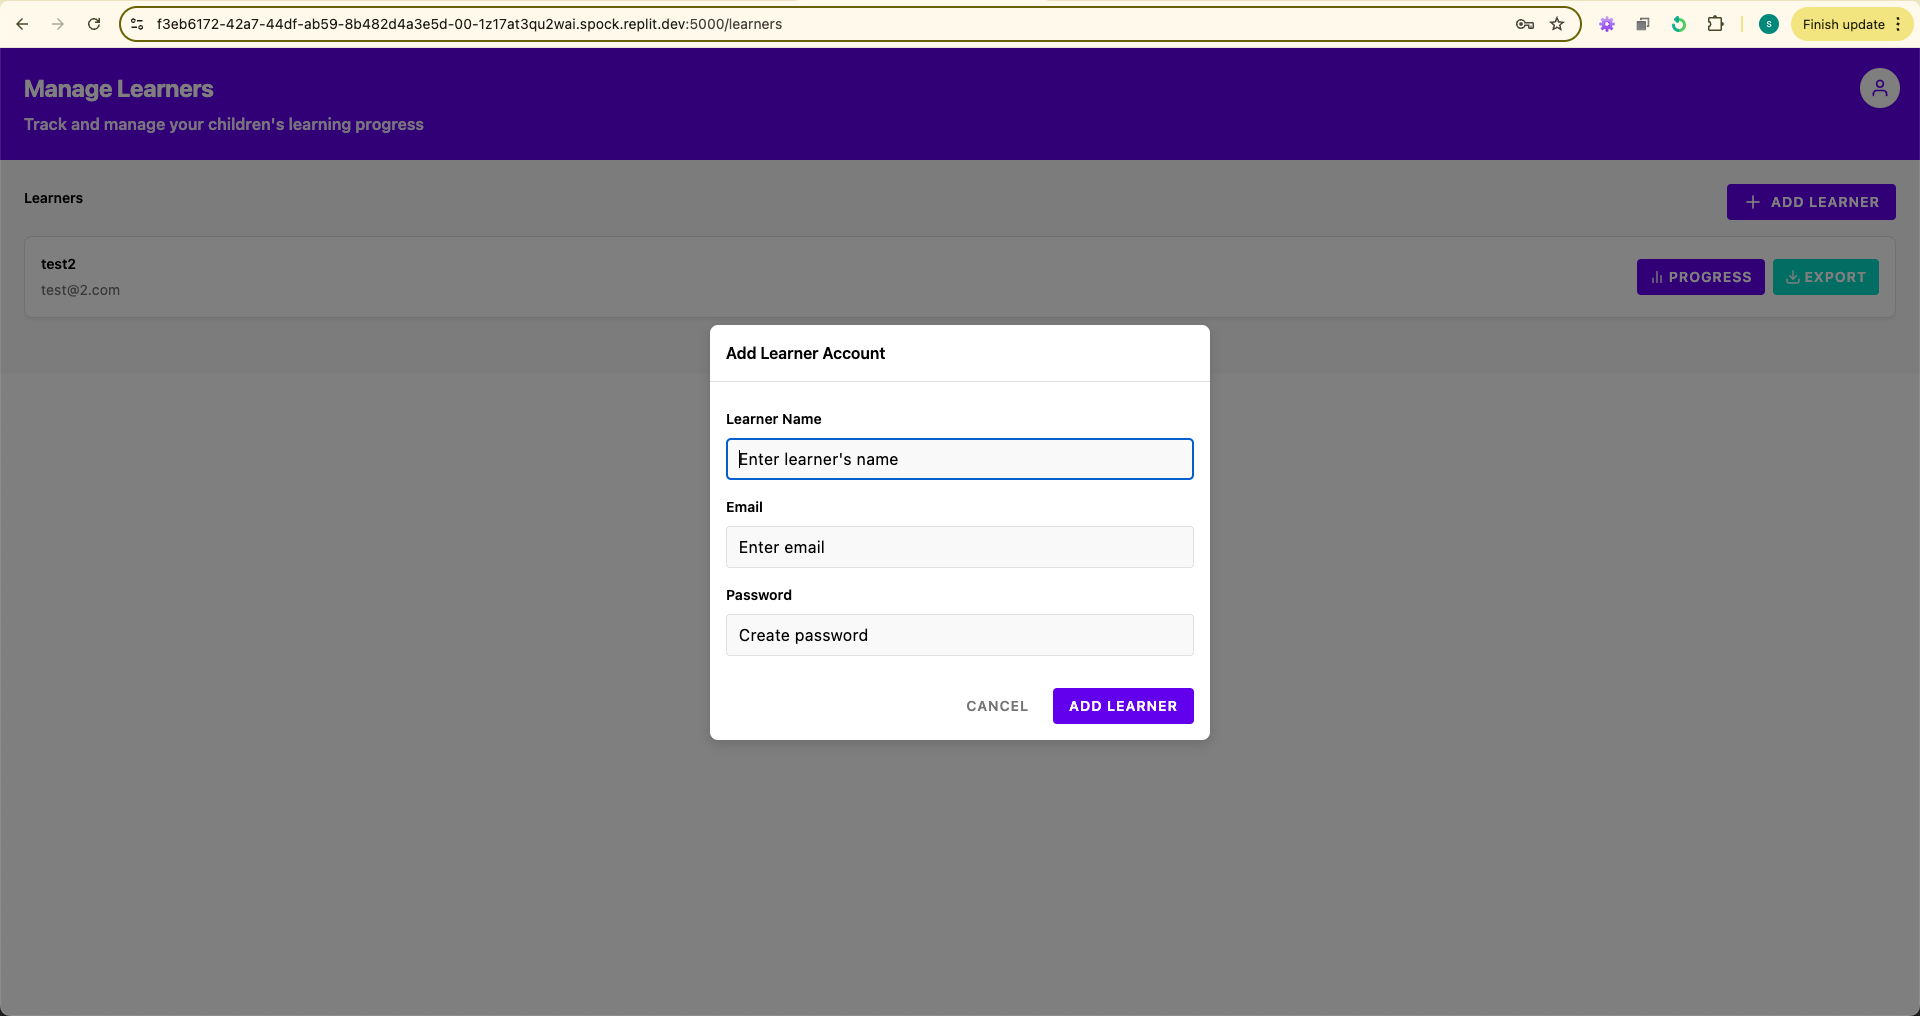 f3eb6172-42a7-44df-ab59-8b482d4a3e5d-00-1z17at3qu2wai.spock.replit.dev:5000/learners
S
Finish update
Manage Learners
Track and manage your children's learning progress
Learners
ADD LEARNER
test2
test@2.com
PROGRESS
EXPORT
Add Learner Account
Learner Name
Enter learner's name
Email
Enter email
Password
Create password
CANCEL
ADD LEARNER